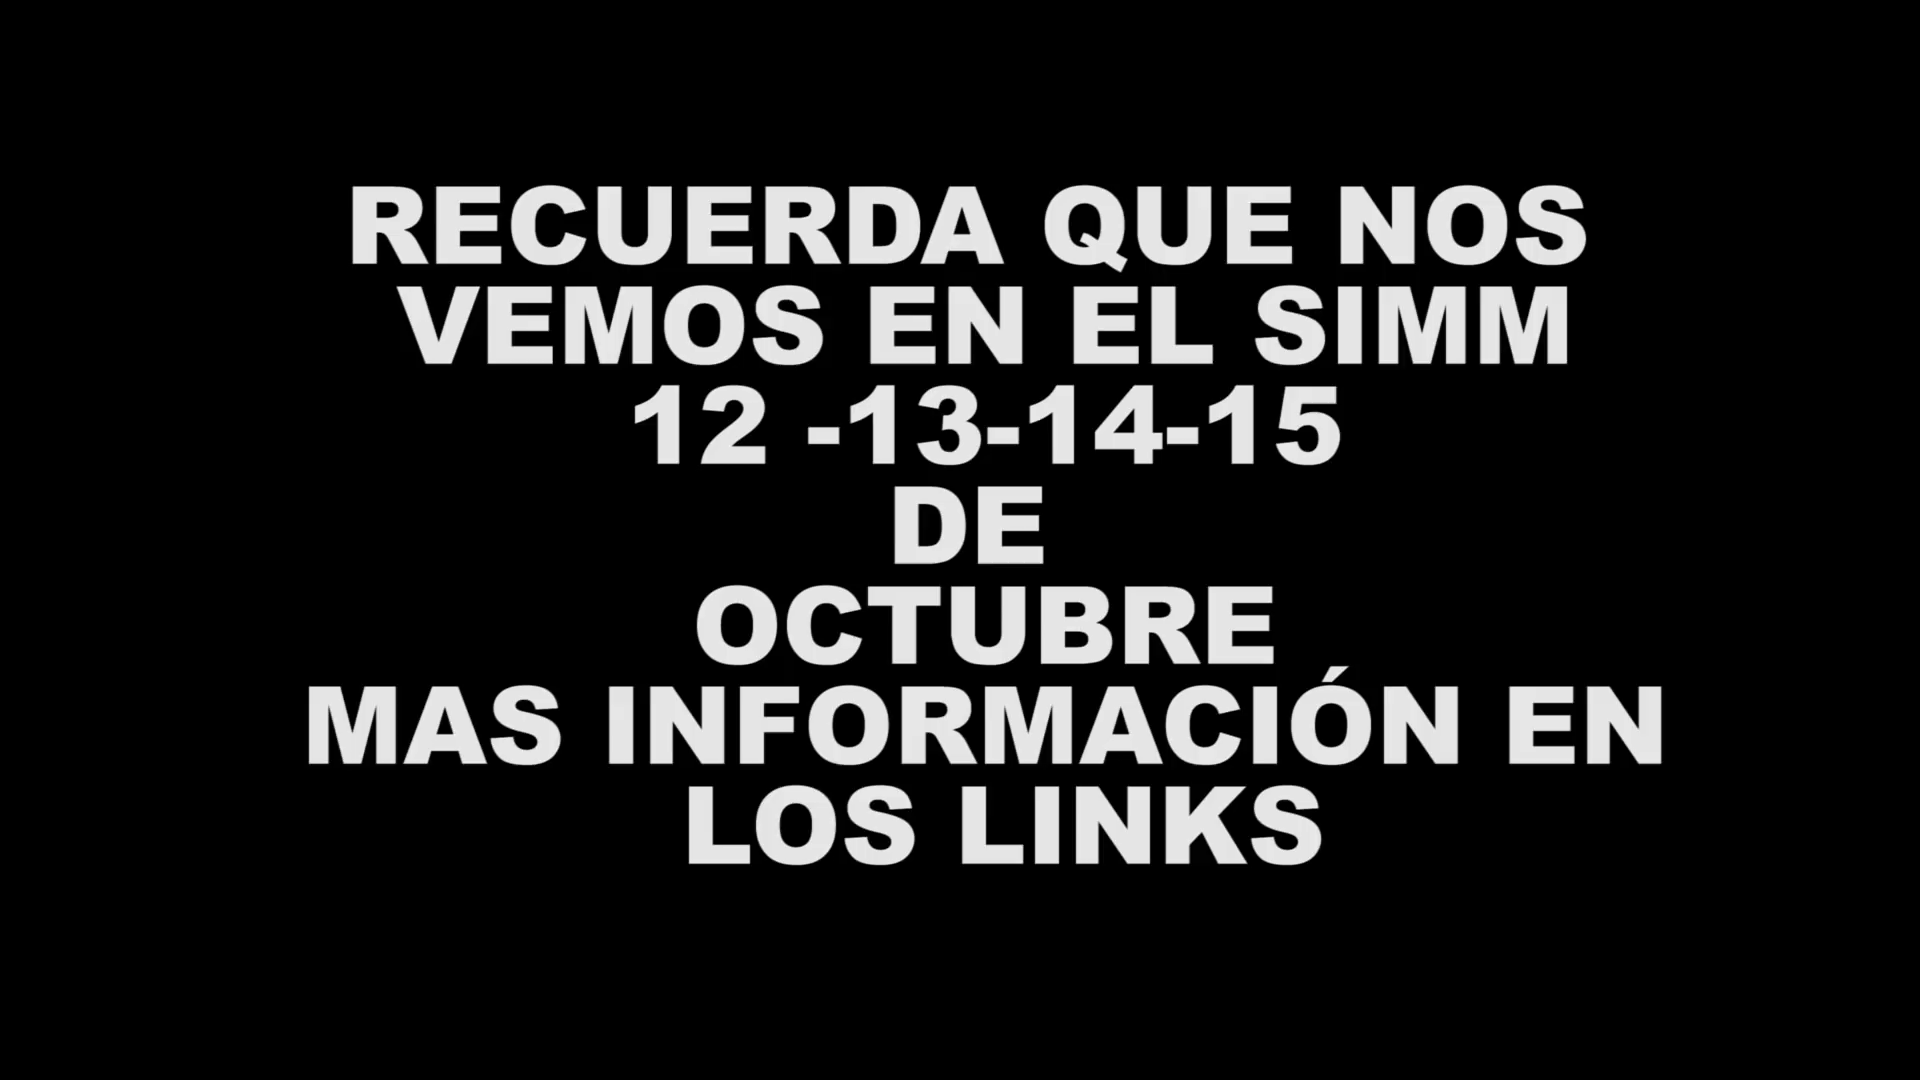 RECUERDA QUE NOS
VEMOS EN EL SIMM
12 -13-14-15
DE
OCTUBRE
MAS INFORMACIÓN EN
LOS LINKS